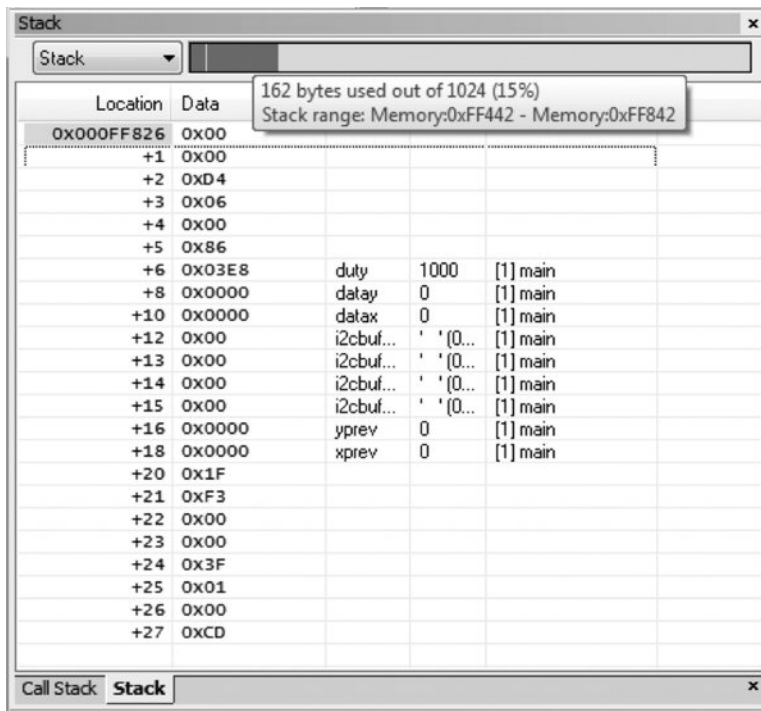 Stack
Stack
162 bytes used out of 1024 (15%)
Stack range: Memory:0xFF442 - Memory:0xFF842
Location Data
0x000FF826 0x00
+1 0x00
+2 0xD4
+3 0x06
+4 0x00
+5 0x86
+6 0x03E8 duty 1000 [1] main
+8 0x0000 datay 0 [1] main
+10 0x0000 datax 0 [1] main
+12 0x00 i2cbuf... ' ' (0... [1] main
+13 0x00 i2cbuf... ' ' (0... [1] main
+14 0x00 i2cbuf... ' ' (0... [1] main
+15 0x00 i2cbuf... ' ' (0... [1] main
+16 0x0000 yprev 0 [1] main
+18 0x0000 xprev 0 [1] main
+20 0x1F
+21 0xF3
+22 0x00
+23 0x00
+24 0x3F
+25 0x01
+26 0x00
+27 0xCD
Call Stack Stack